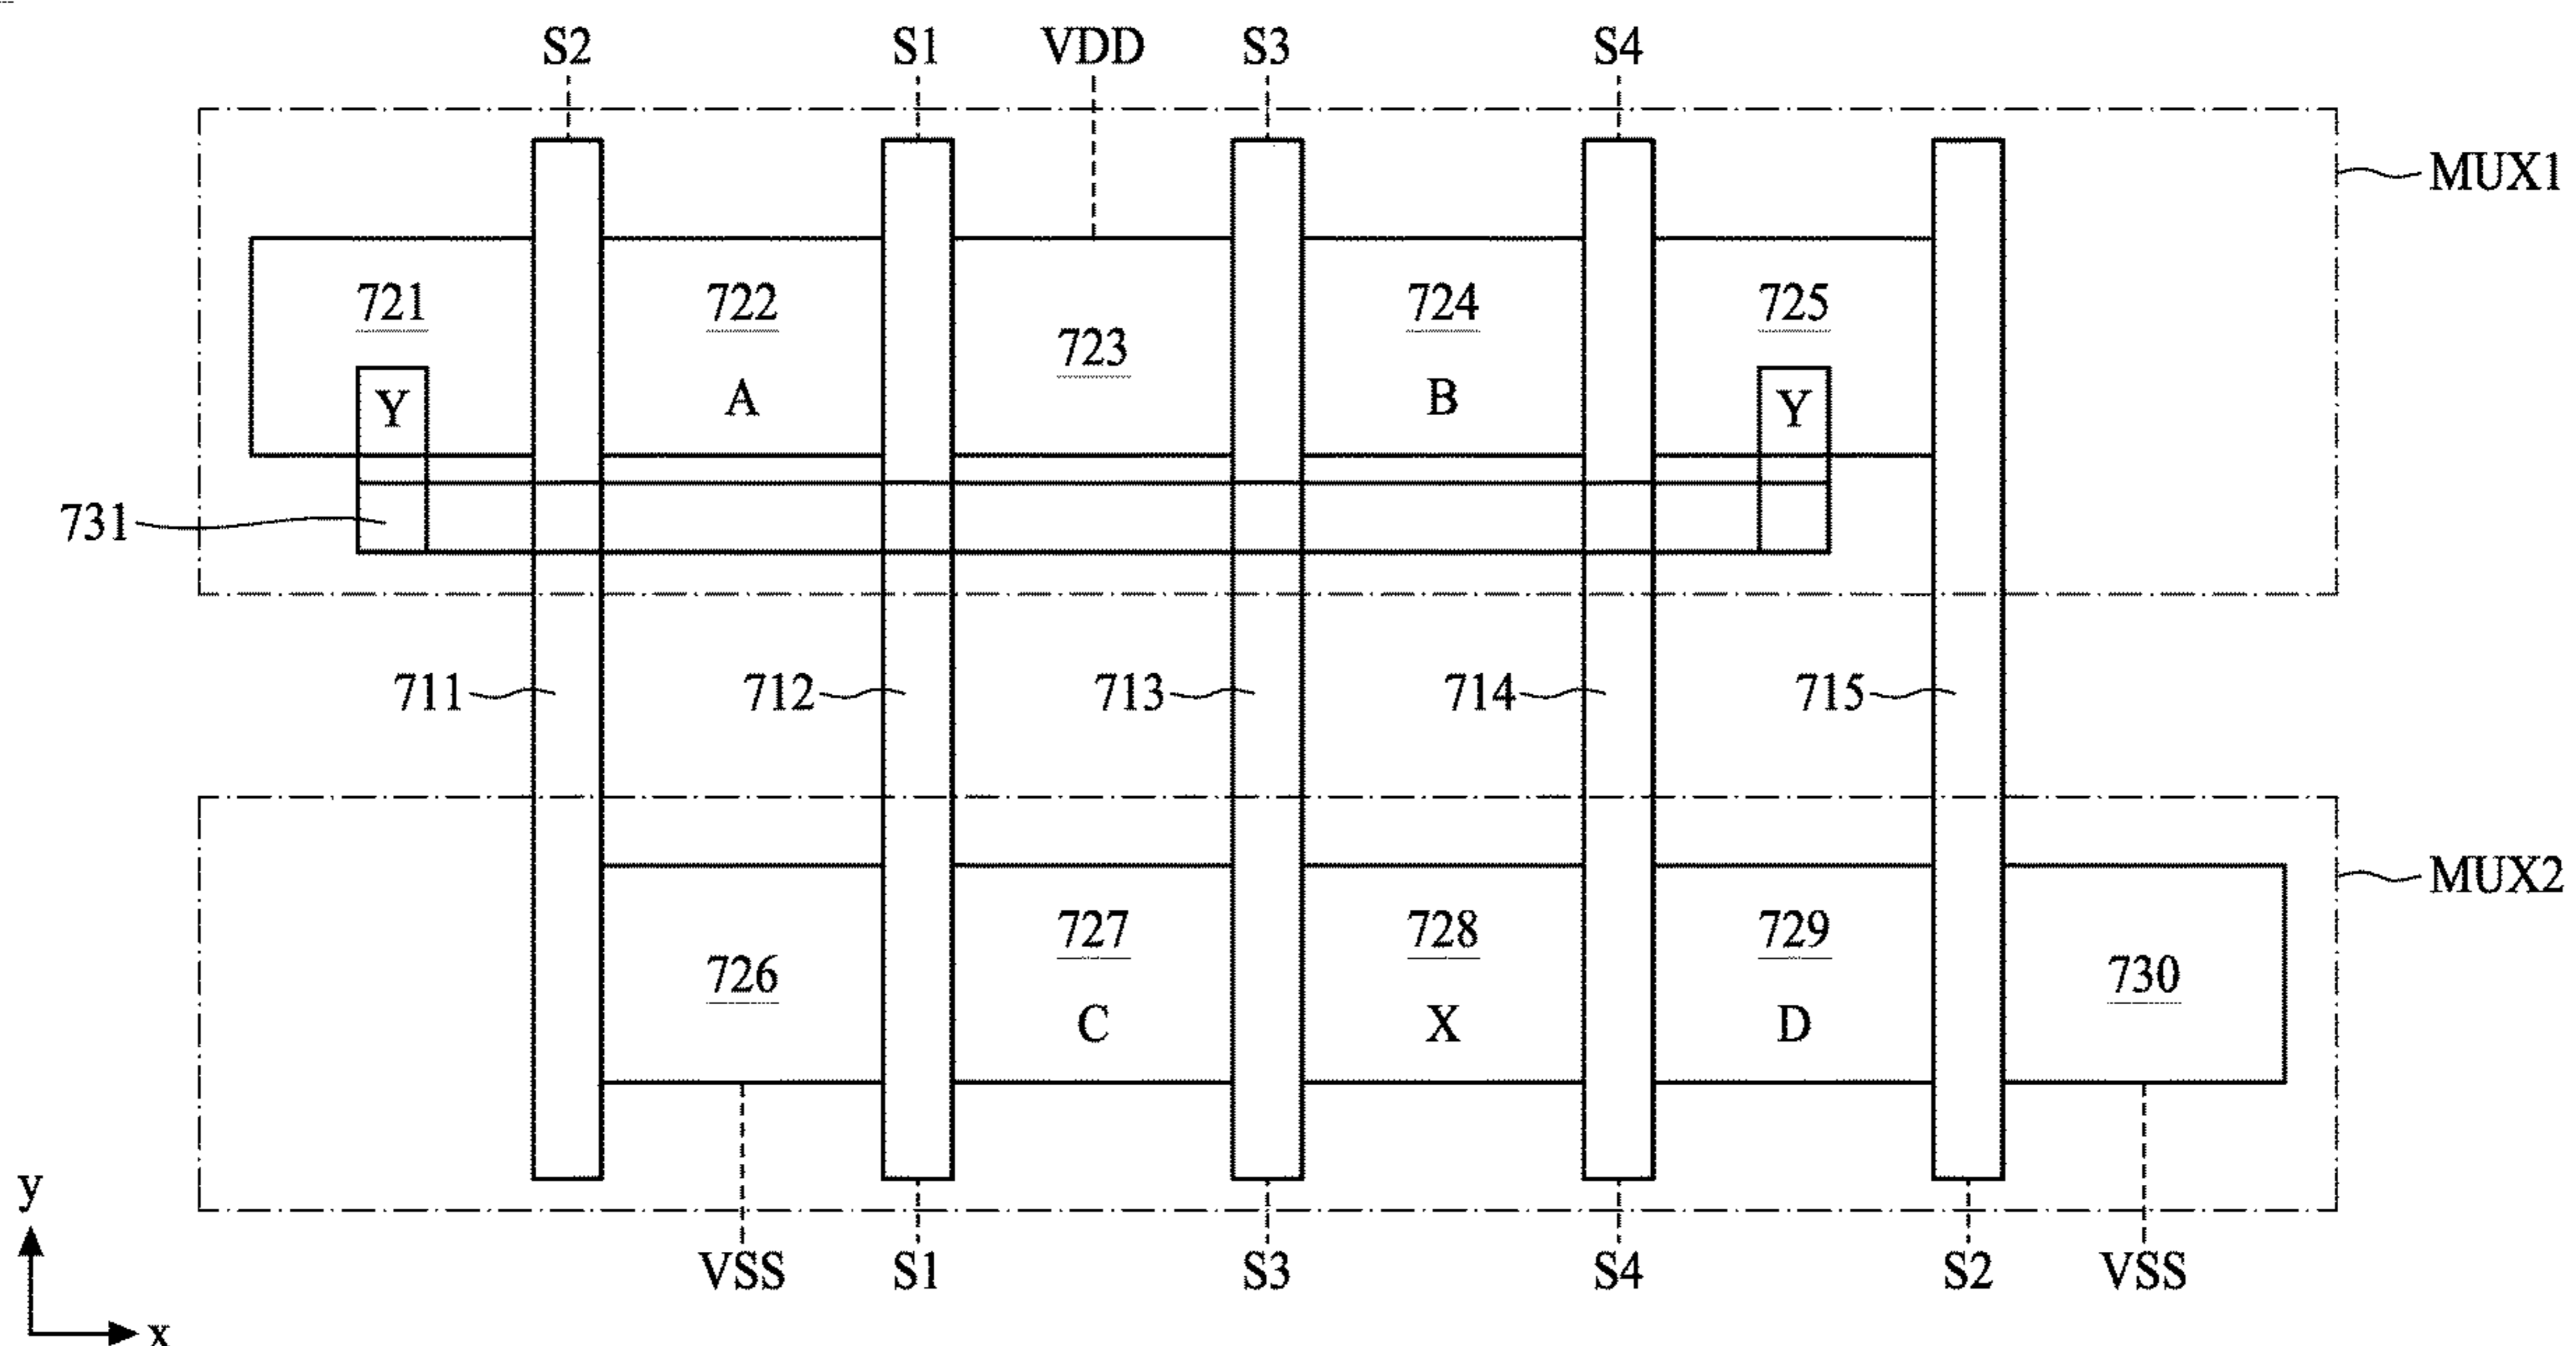 S2 S1 VDD S3 S4
MUX1
721 722 723 724 725
Y A B Y
731
711 712 713 714 715
MUX2
726 727 728 729 730
C X D
y
VSS S1 S3 S4 S2 VSS
x